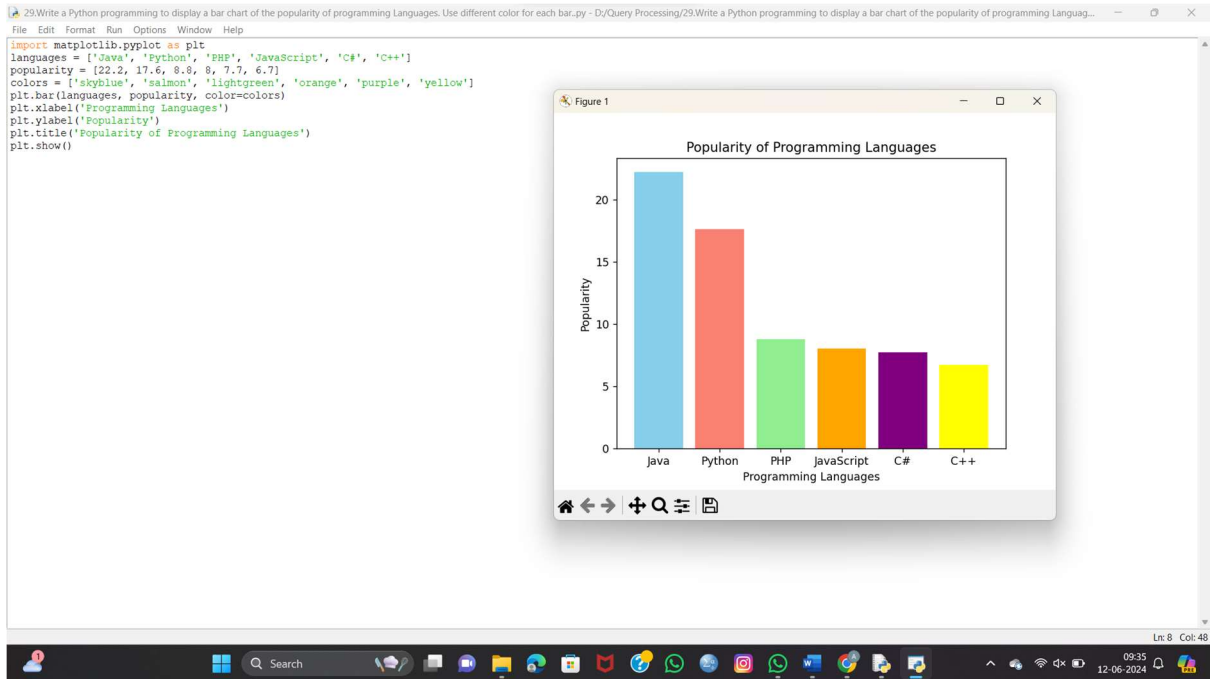 29.Write a Python programming to display a bar chart of the popularity of programming Languages. Use different color for each bar..py - D:/Query Processing/29.Write a Python programming to display a bar chart of the popularity of programming Languag...
File Edit Format Run Options Window Help
import matplotlib.pyplot as plt
languages = ['Java', 'Python', 'PHP', 'JavaScript', 'C#', 'C++']
popularity = [22.2, 17.6, 8.8, 8, 7.7, 6.7]
colors = ['skyblue', 'salmon', 'lightgreen', 'orange', 'purple', 'yellow']
plt.bar(languages, popularity, color=colors)
plt.xlabel('Programming Languages')
plt.ylabel('Popularity')
plt.title('Popularity of Programming Languages')
plt.show()
Figure 1
Popularity of Programming Languages
Popularity
20
15
10
5
0
Java Python PHP JavaScript C# C++
Programming Languages
Ln: 8 Col: 48
1
Search
09:35
12-06-2024
PRE